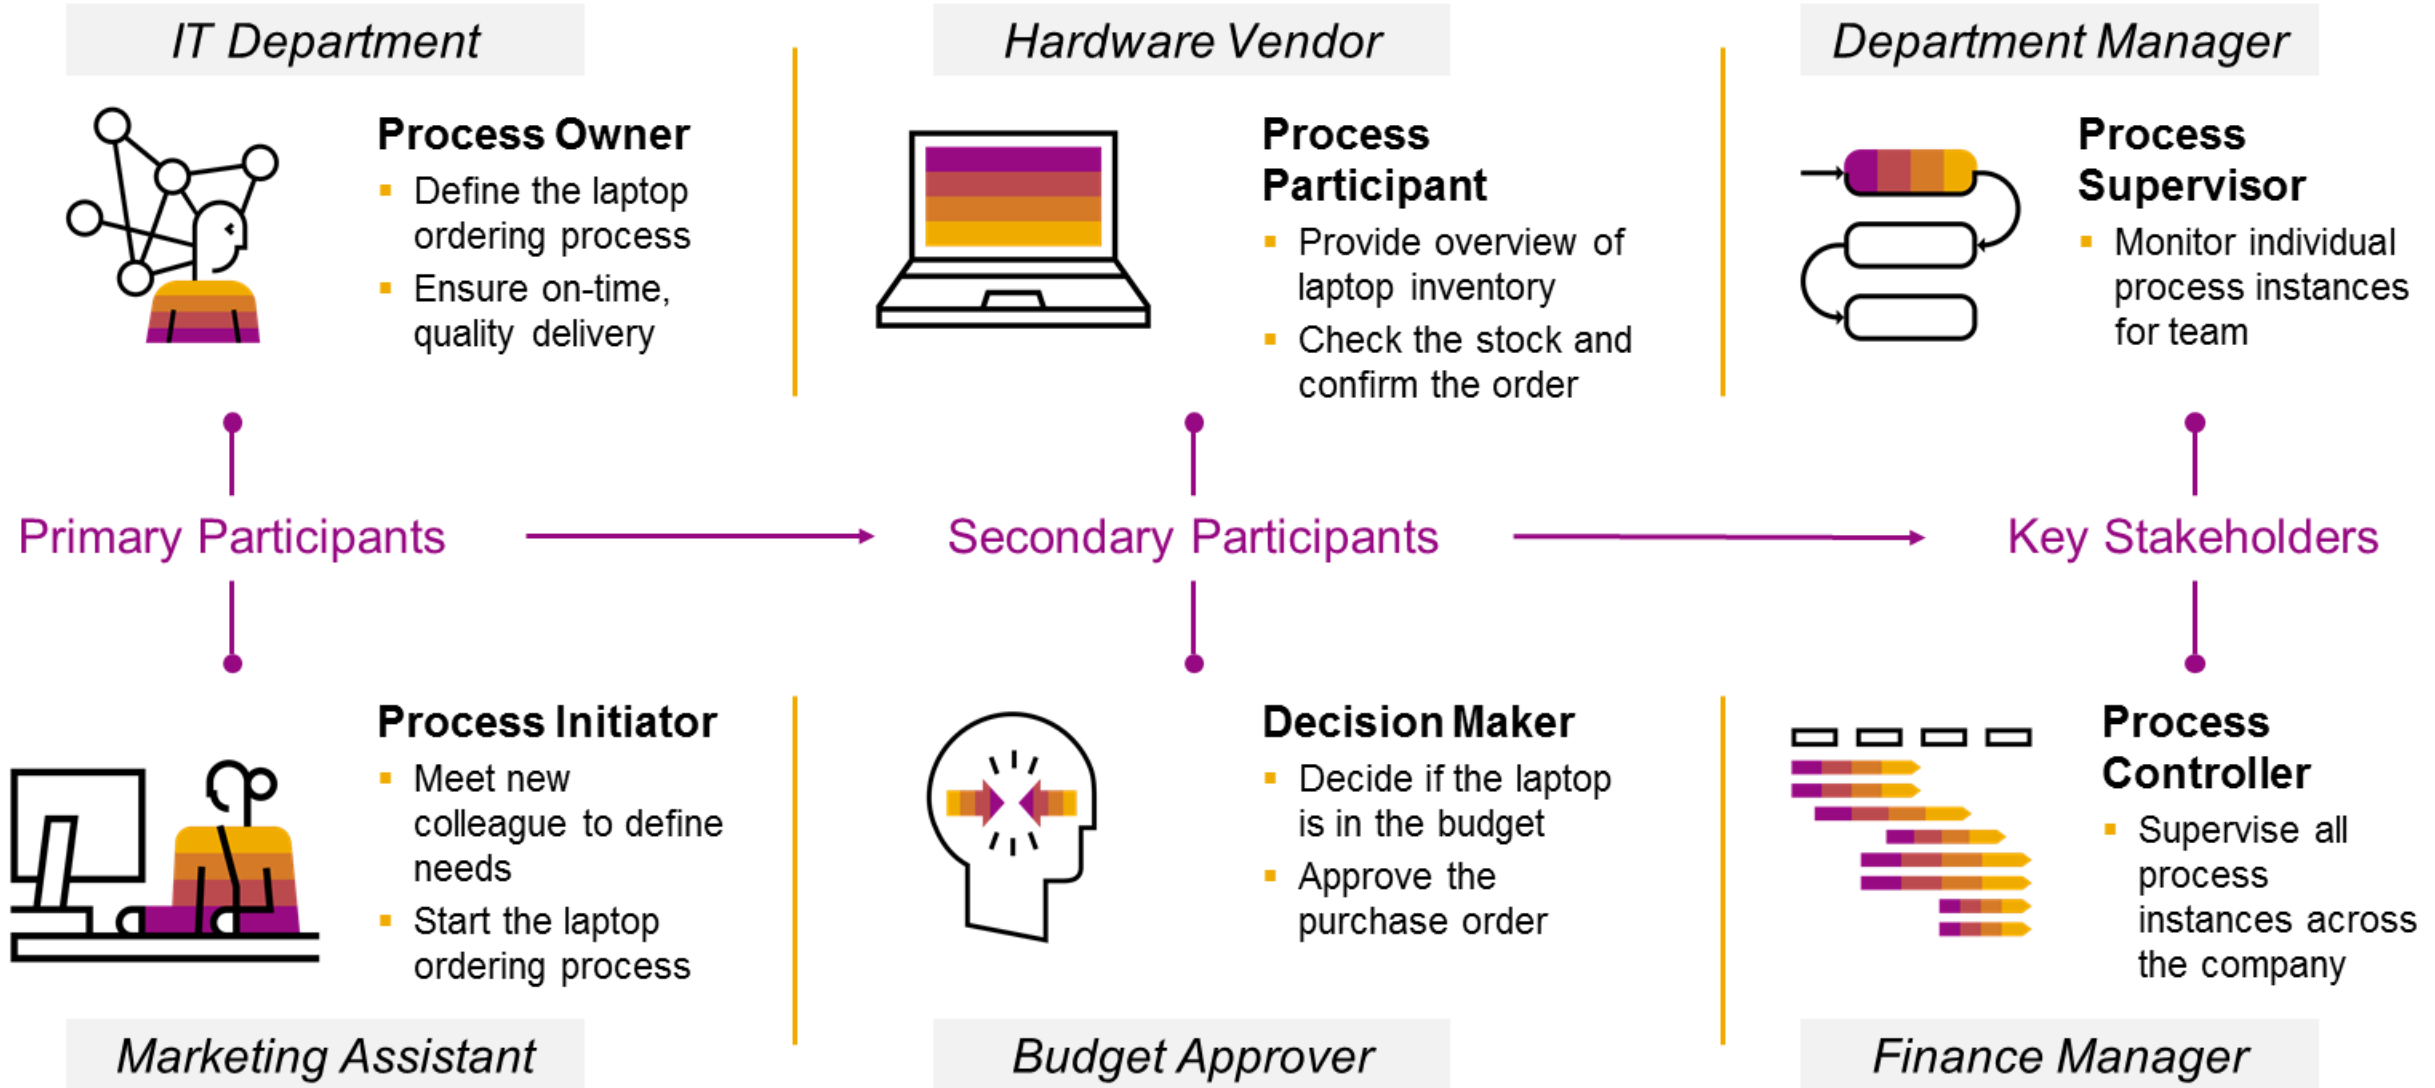 IT Department
Process Owner
Define the laptop
ordering process
Ensure on-time,
quality delivery
Hardware Vendor
Process
Participant
Provide overview of
laptop inventory
Check the stock and
confirm the order
Department Manager
Process
Supervisor
Monitor individual
process instances
for team
Primary Participants
Secondary Participants
Key Stakeholders
Process Initiator
Meet new
colleague to define
needs
Start the laptop
ordering process
Marketing Assistant
Decision Maker
Decide if the laptop
is in the budget
Approve the
purchase order
Budget Approver
Process
Controller
Supervise all
process
instances across
the company
Finance Manager